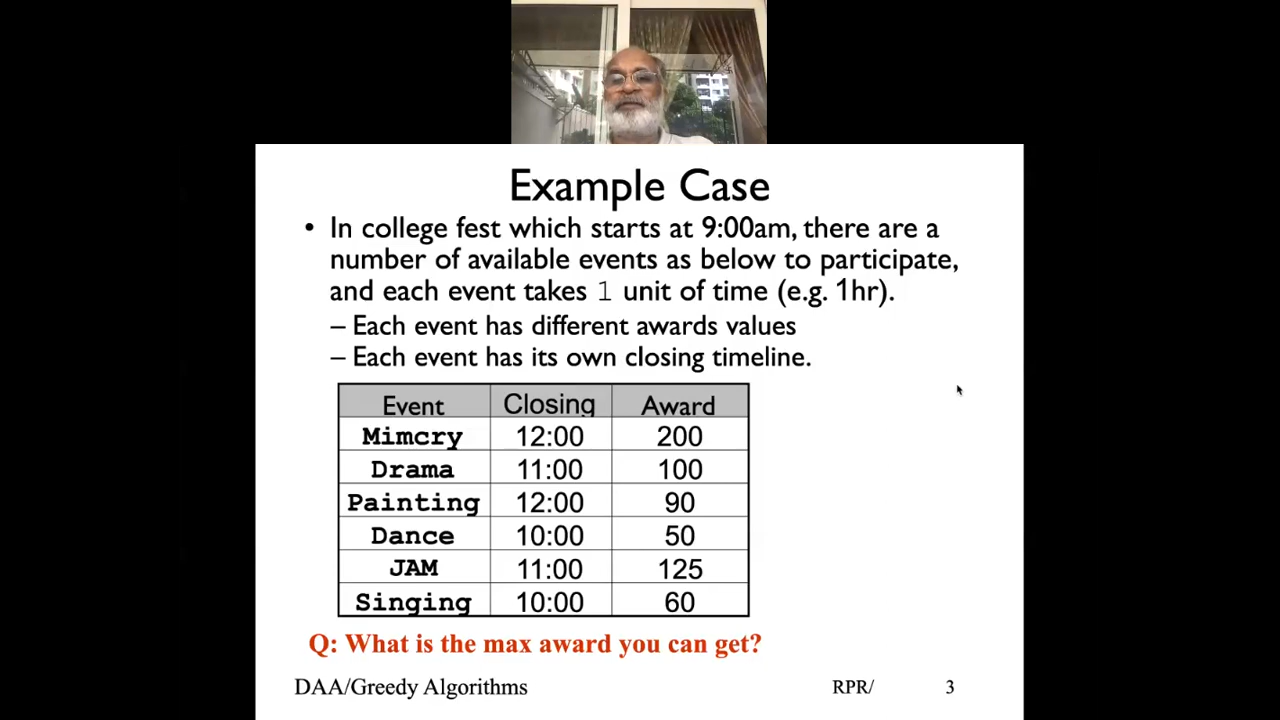 Example Case
• In college fest which starts at 9:00am, there are a
number of available events as below to participate,
and each event takes 1 unit of time (e.g. 1hr).
– Each event has different awards values
– Each event has its own closing timeline.
Event Closing Award
Mimcry 12:00 200
Drama 11:00 100
Painting 12:00 90
Dance 10:00 50
JAM 11:00 125
Singing 10:00 60
Q: What is the max award you can get?
DAA/Greedy Algorithms RPR/ 3